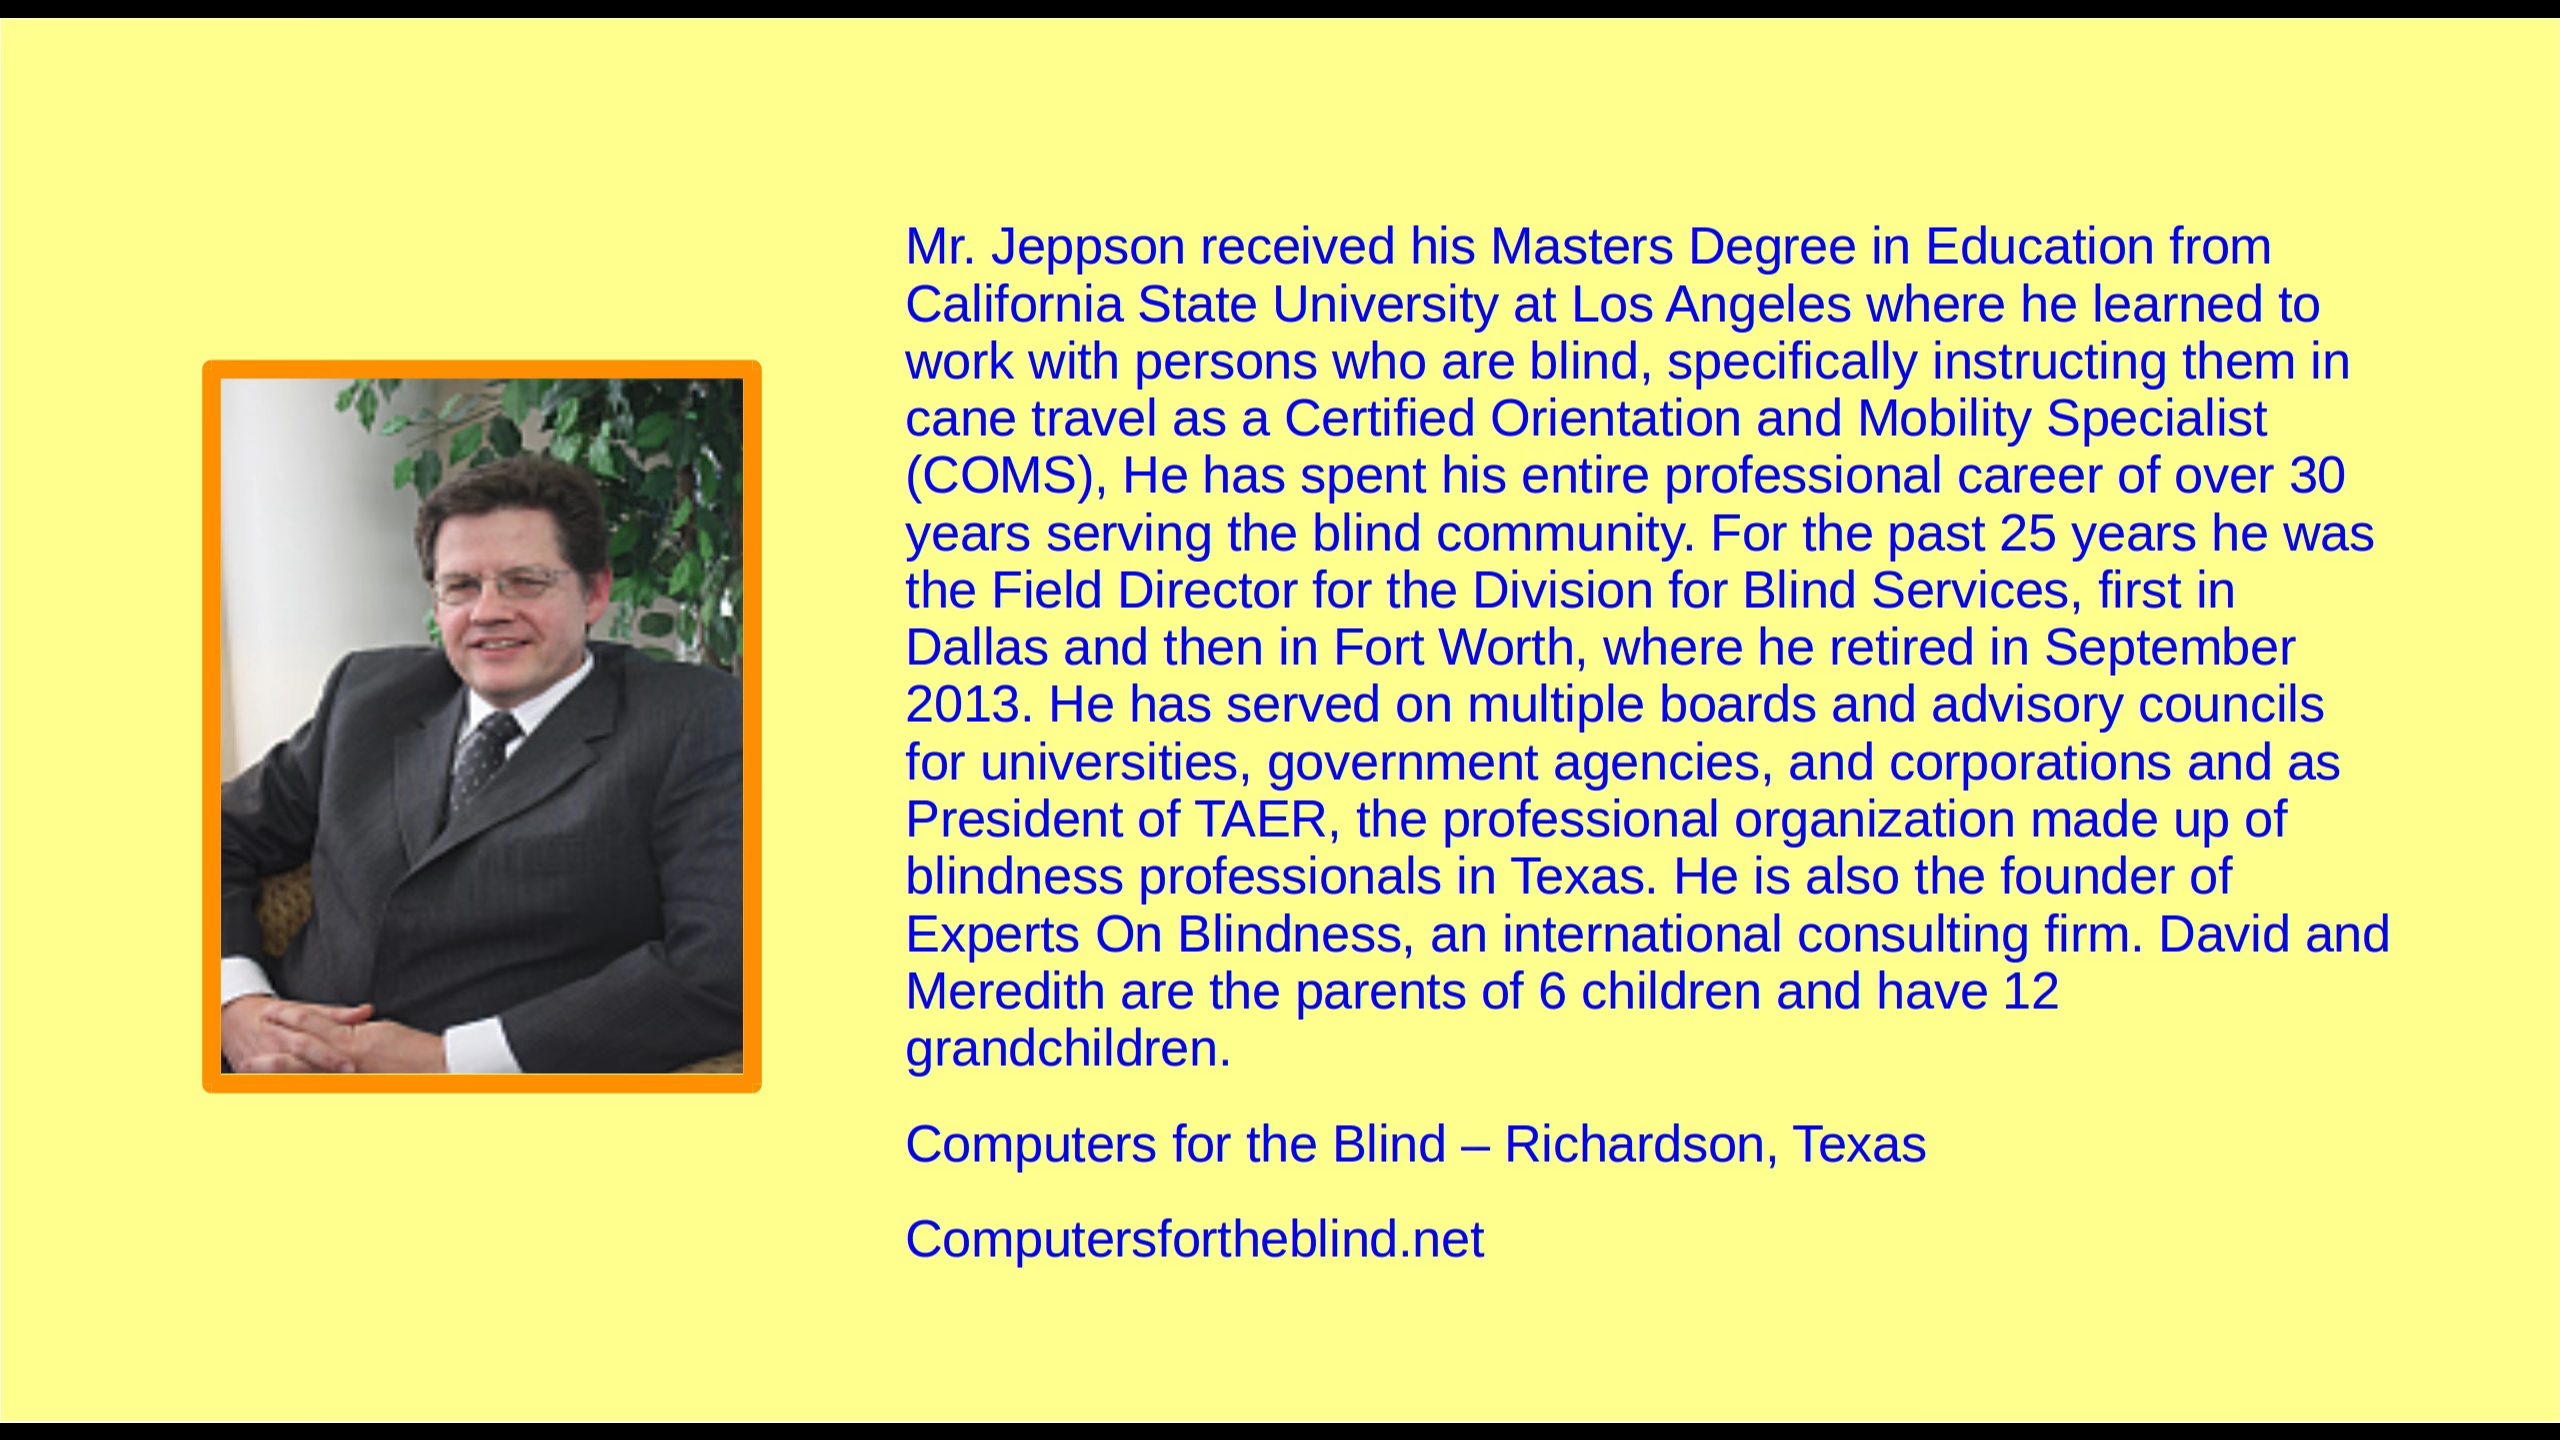 Mr. Jeppson received his Masters Degree in Education from
California State University at Los Angeles where he learned to
work with persons who are blind, specifically instructing them in
cane travel as a Certified Orientation and Mobility Specialist
(COMS), He has spent his entire professional career of over 30
years serving the blind community. For the past 25 years he was
the Field Director for the Division for Blind Services, first in
Dallas and then in Fort Worth, where he retired in September
2013. He has served on multiple boards and advisory councils
for universities, government agencies, and corporations and as
President of TAER, the professional organization made up of
blindness professionals in Texas. He is also the founder of
Experts On Blindness, an international consulting firm. David and
Meredith are the parents of 6 children and have 12
grandchildren.
Computers for the Blind – Richardson, Texas
Computersfortheblind.net